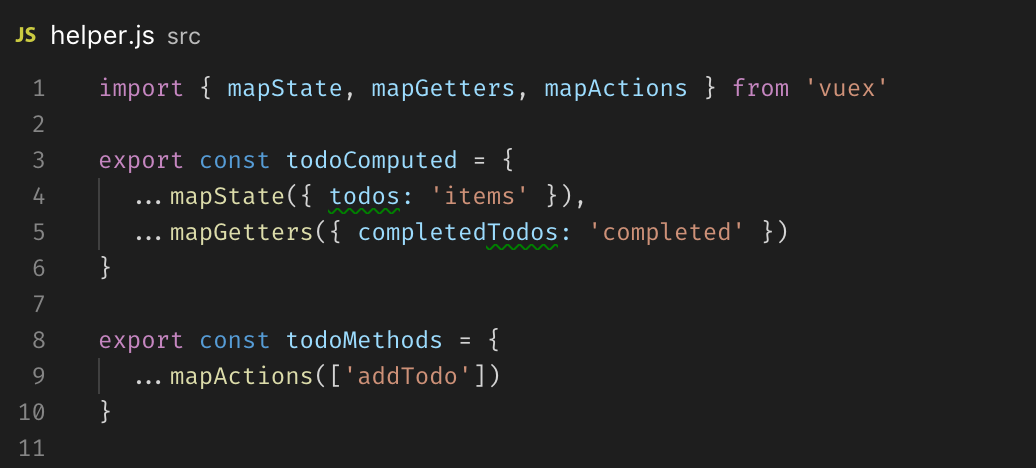 JS helper.js src
1 import { mapState, mapGetters, mapActions } from 'vuex'
2
3 export const todoComputed = {
4   ...mapState({ todos: 'items' }),
5   ...mapGetters({ completedTodos: 'completed' })
6 }
7
8 export const todoMethods = {
9   ...mapActions(['addTodo'])
10 }
11